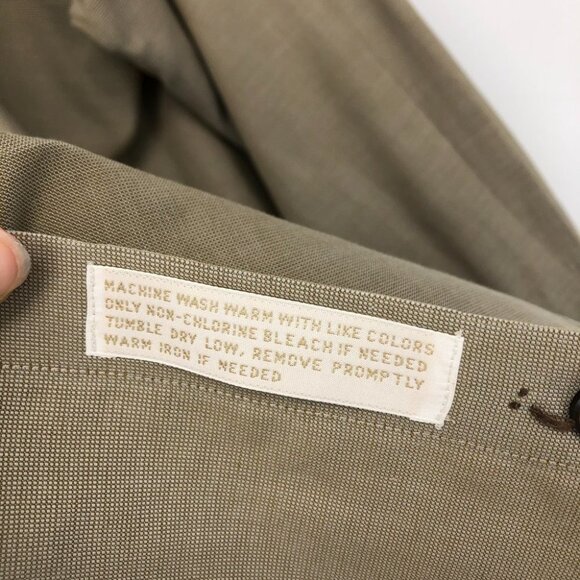 MACHINE WASH WARM WITH LIKE COLORS
ONLY NON-CHLORINE BLEACH IF NEEDED
TUMBLE DRY LOW, REMOVE PROMPTLY
WARM IRON IF NEEDED